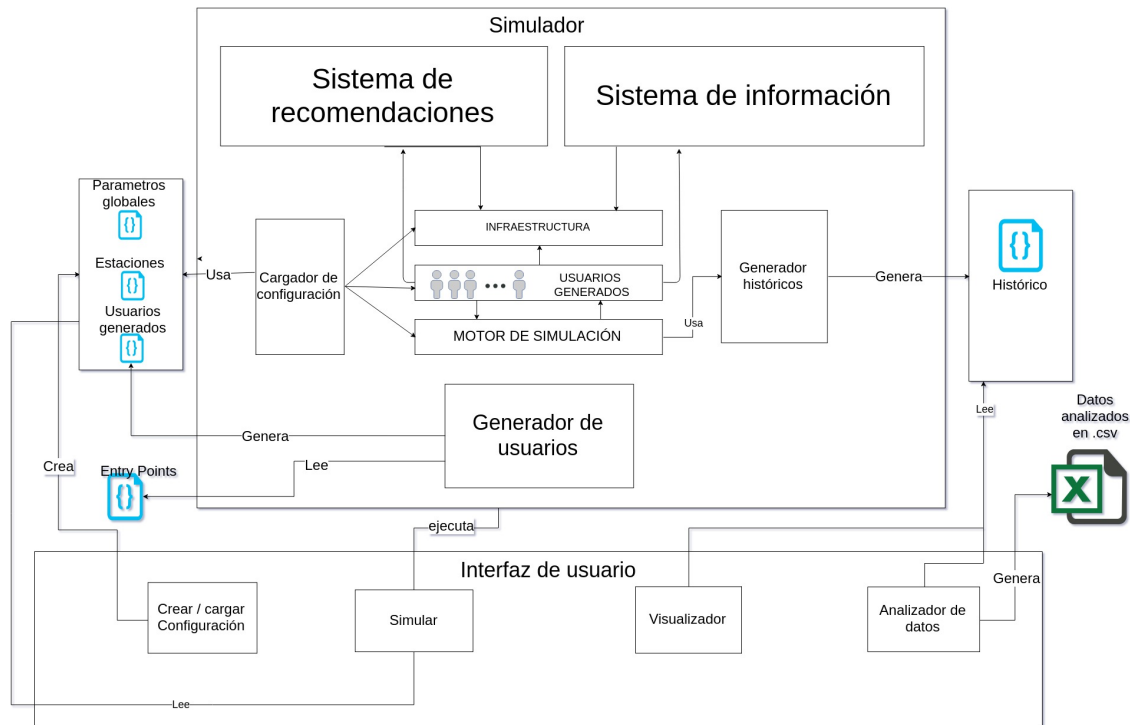 Simulador
Sistema de
recomendaciones
Sistema de información
Parametros
globales
{}
Estaciones
{}
Usuarios
generados
{}
Usa
Cargador de
configuración
INFRAESTRUCTURA
USUARIOS
GENERADOS
MOTOR DE SIMULACIÓN
Usa
Generador
históricos
Genera
{}
Histórico
Generador de
usuarios
Genera
Lee
Crea
Entry Points
{}
Lee
Datos
analizados
en .csv
X
ejecuta
Interfaz de usuario
Crear / cargar
Configuración
Simular
Visualizador
Analizador de
datos
Genera
Lee